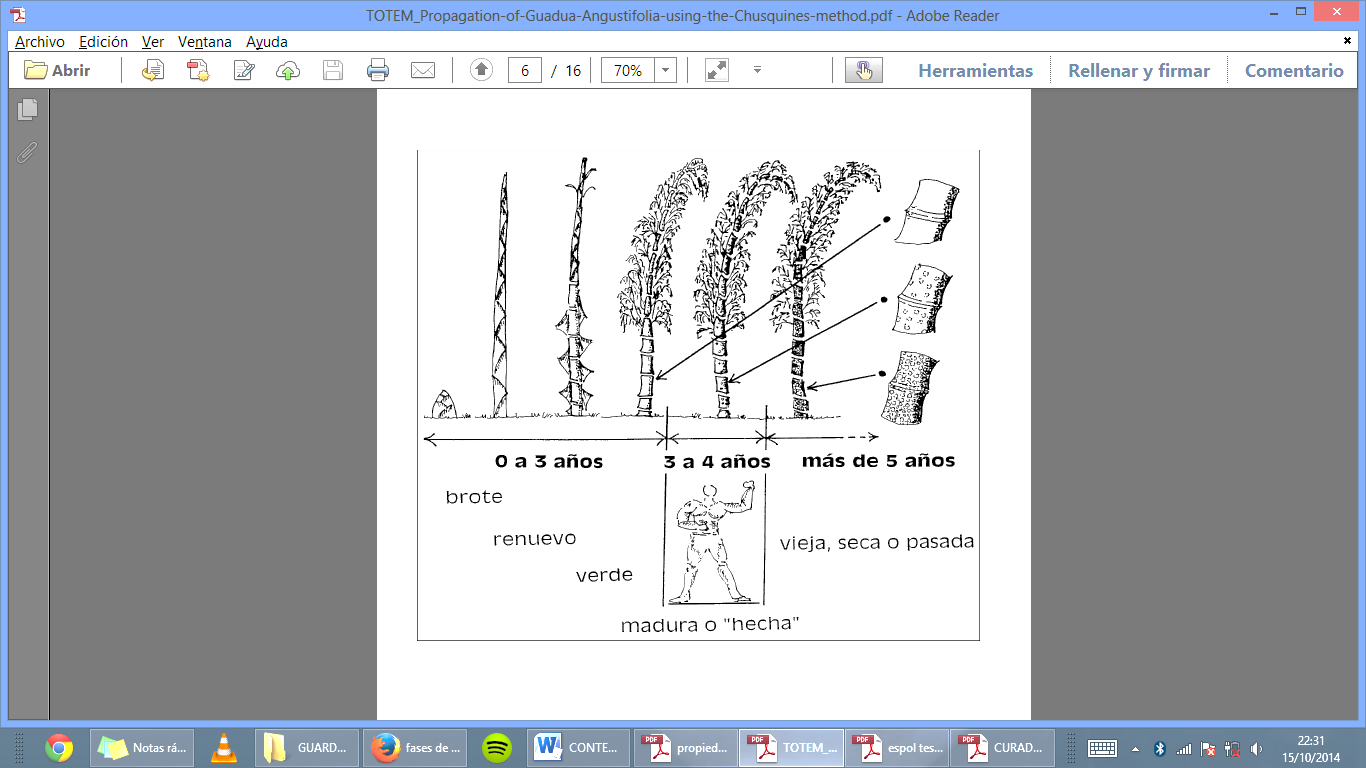 TOTEM_Propagation-of-Guadua-Angustifolia-using-the-Chusquines-method.pdf - Adobe Reader
Archivo Edición Ver Ventana Ayuda
Abrir 6 / 16 70% Herramientas Rellenar y firmar Comentario
0 a 3 años 3 a 4 años más de 5 años
brote
renuevo
vieja, seca o pasada
verde
madura o "hecha"
Notas rá... GUARD... fases de ... CONTE... propied... TOTEM_... espol tes... CURAD...
22:31
15/10/2014